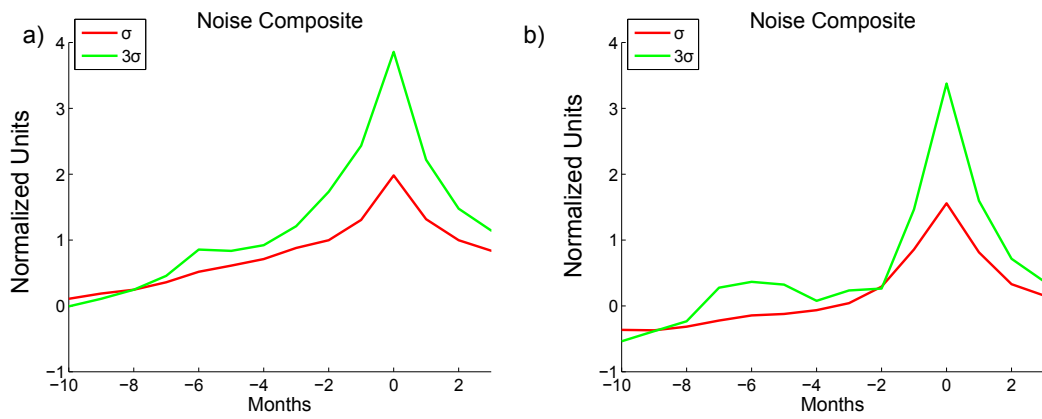 a)
Noise Composite
σ
3σ
4
3
2
1
0
−1
Normalized Units
−10 −8 −6 −4 −2 0 2
Months
b)
Noise Composite
σ
3σ
4
3
2
1
0
−1
Normalized Units
−10 −8 −6 −4 −2 0 2
Months